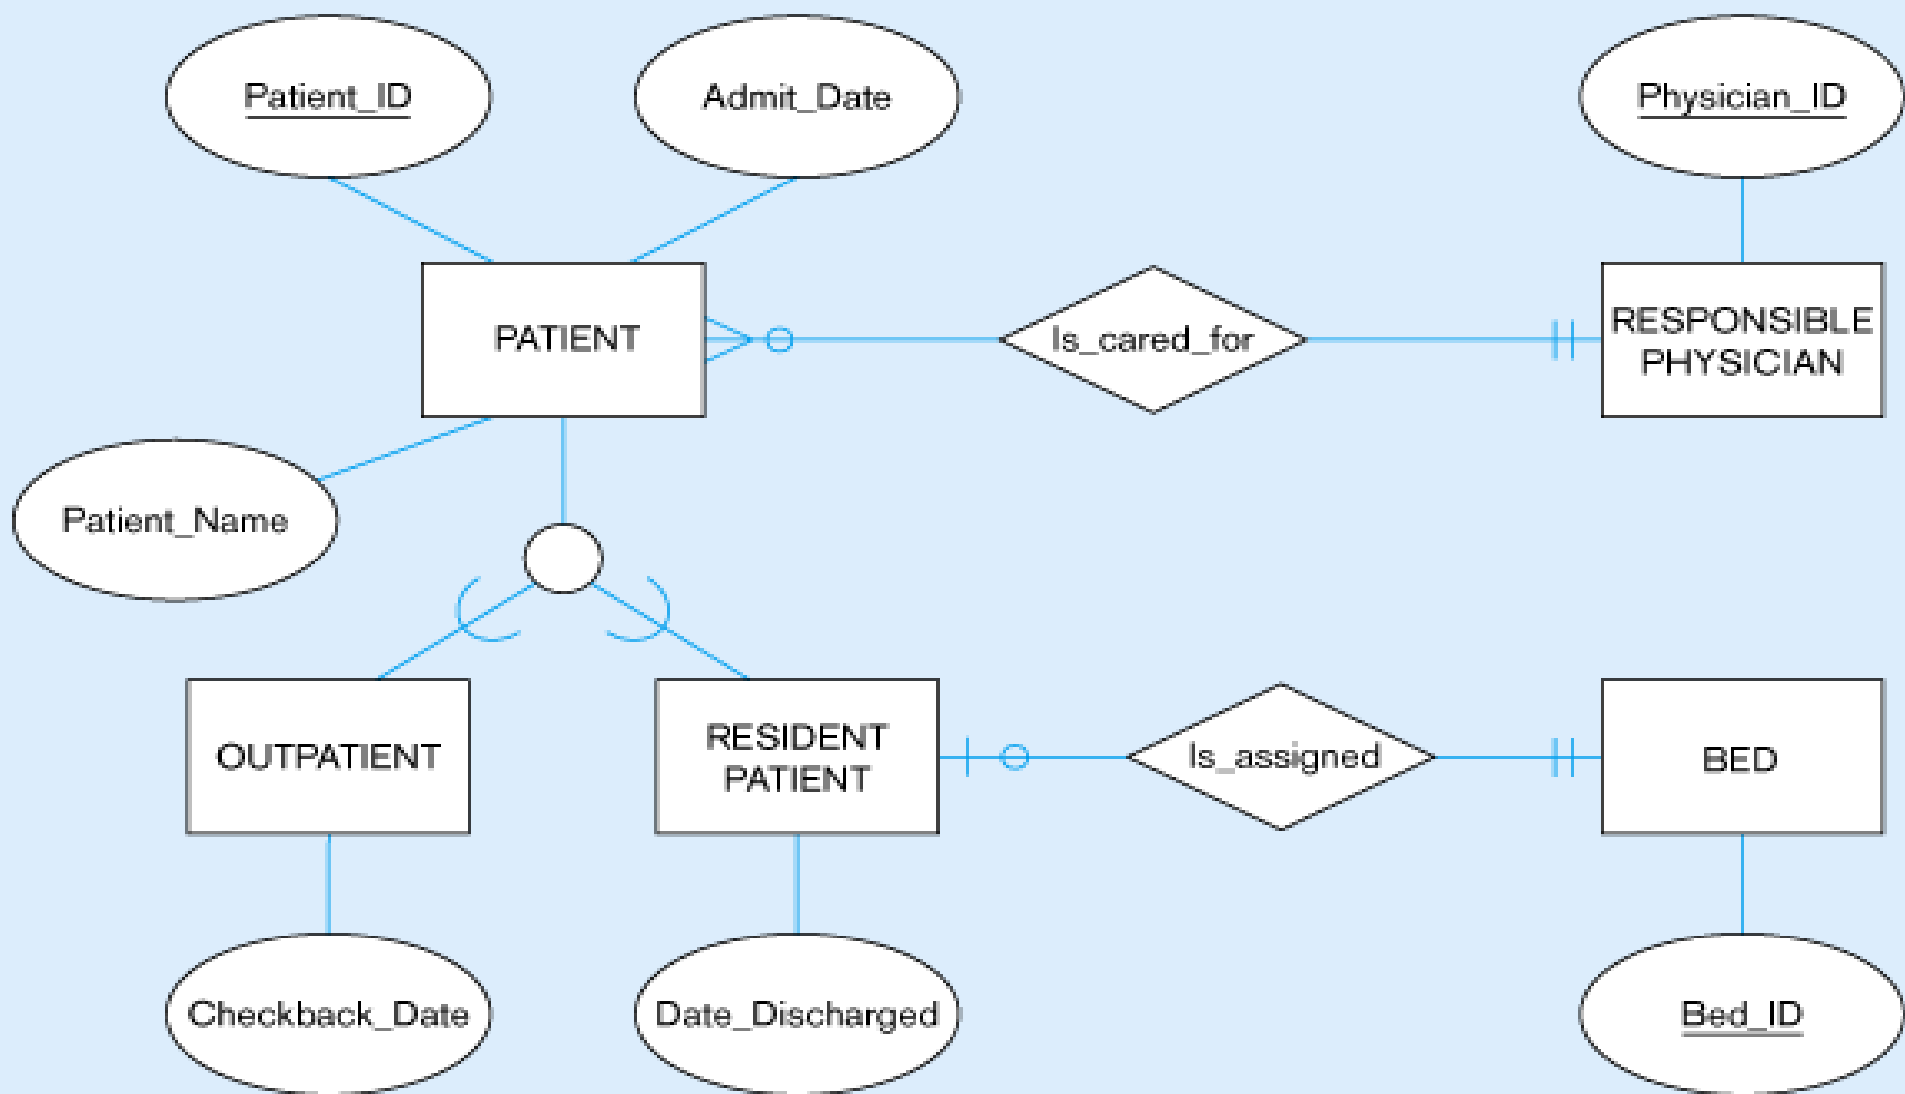 Patient_ID
Admit_Date
Physician_ID
PATIENT
Is_cared_for
RESPONSIBLE
PHYSICIAN
Patient_Name
OUTPATIENT
RESIDENT
PATIENT
Is_assigned
BED
Checkback_Date
Date_Discharged
Bed_ID